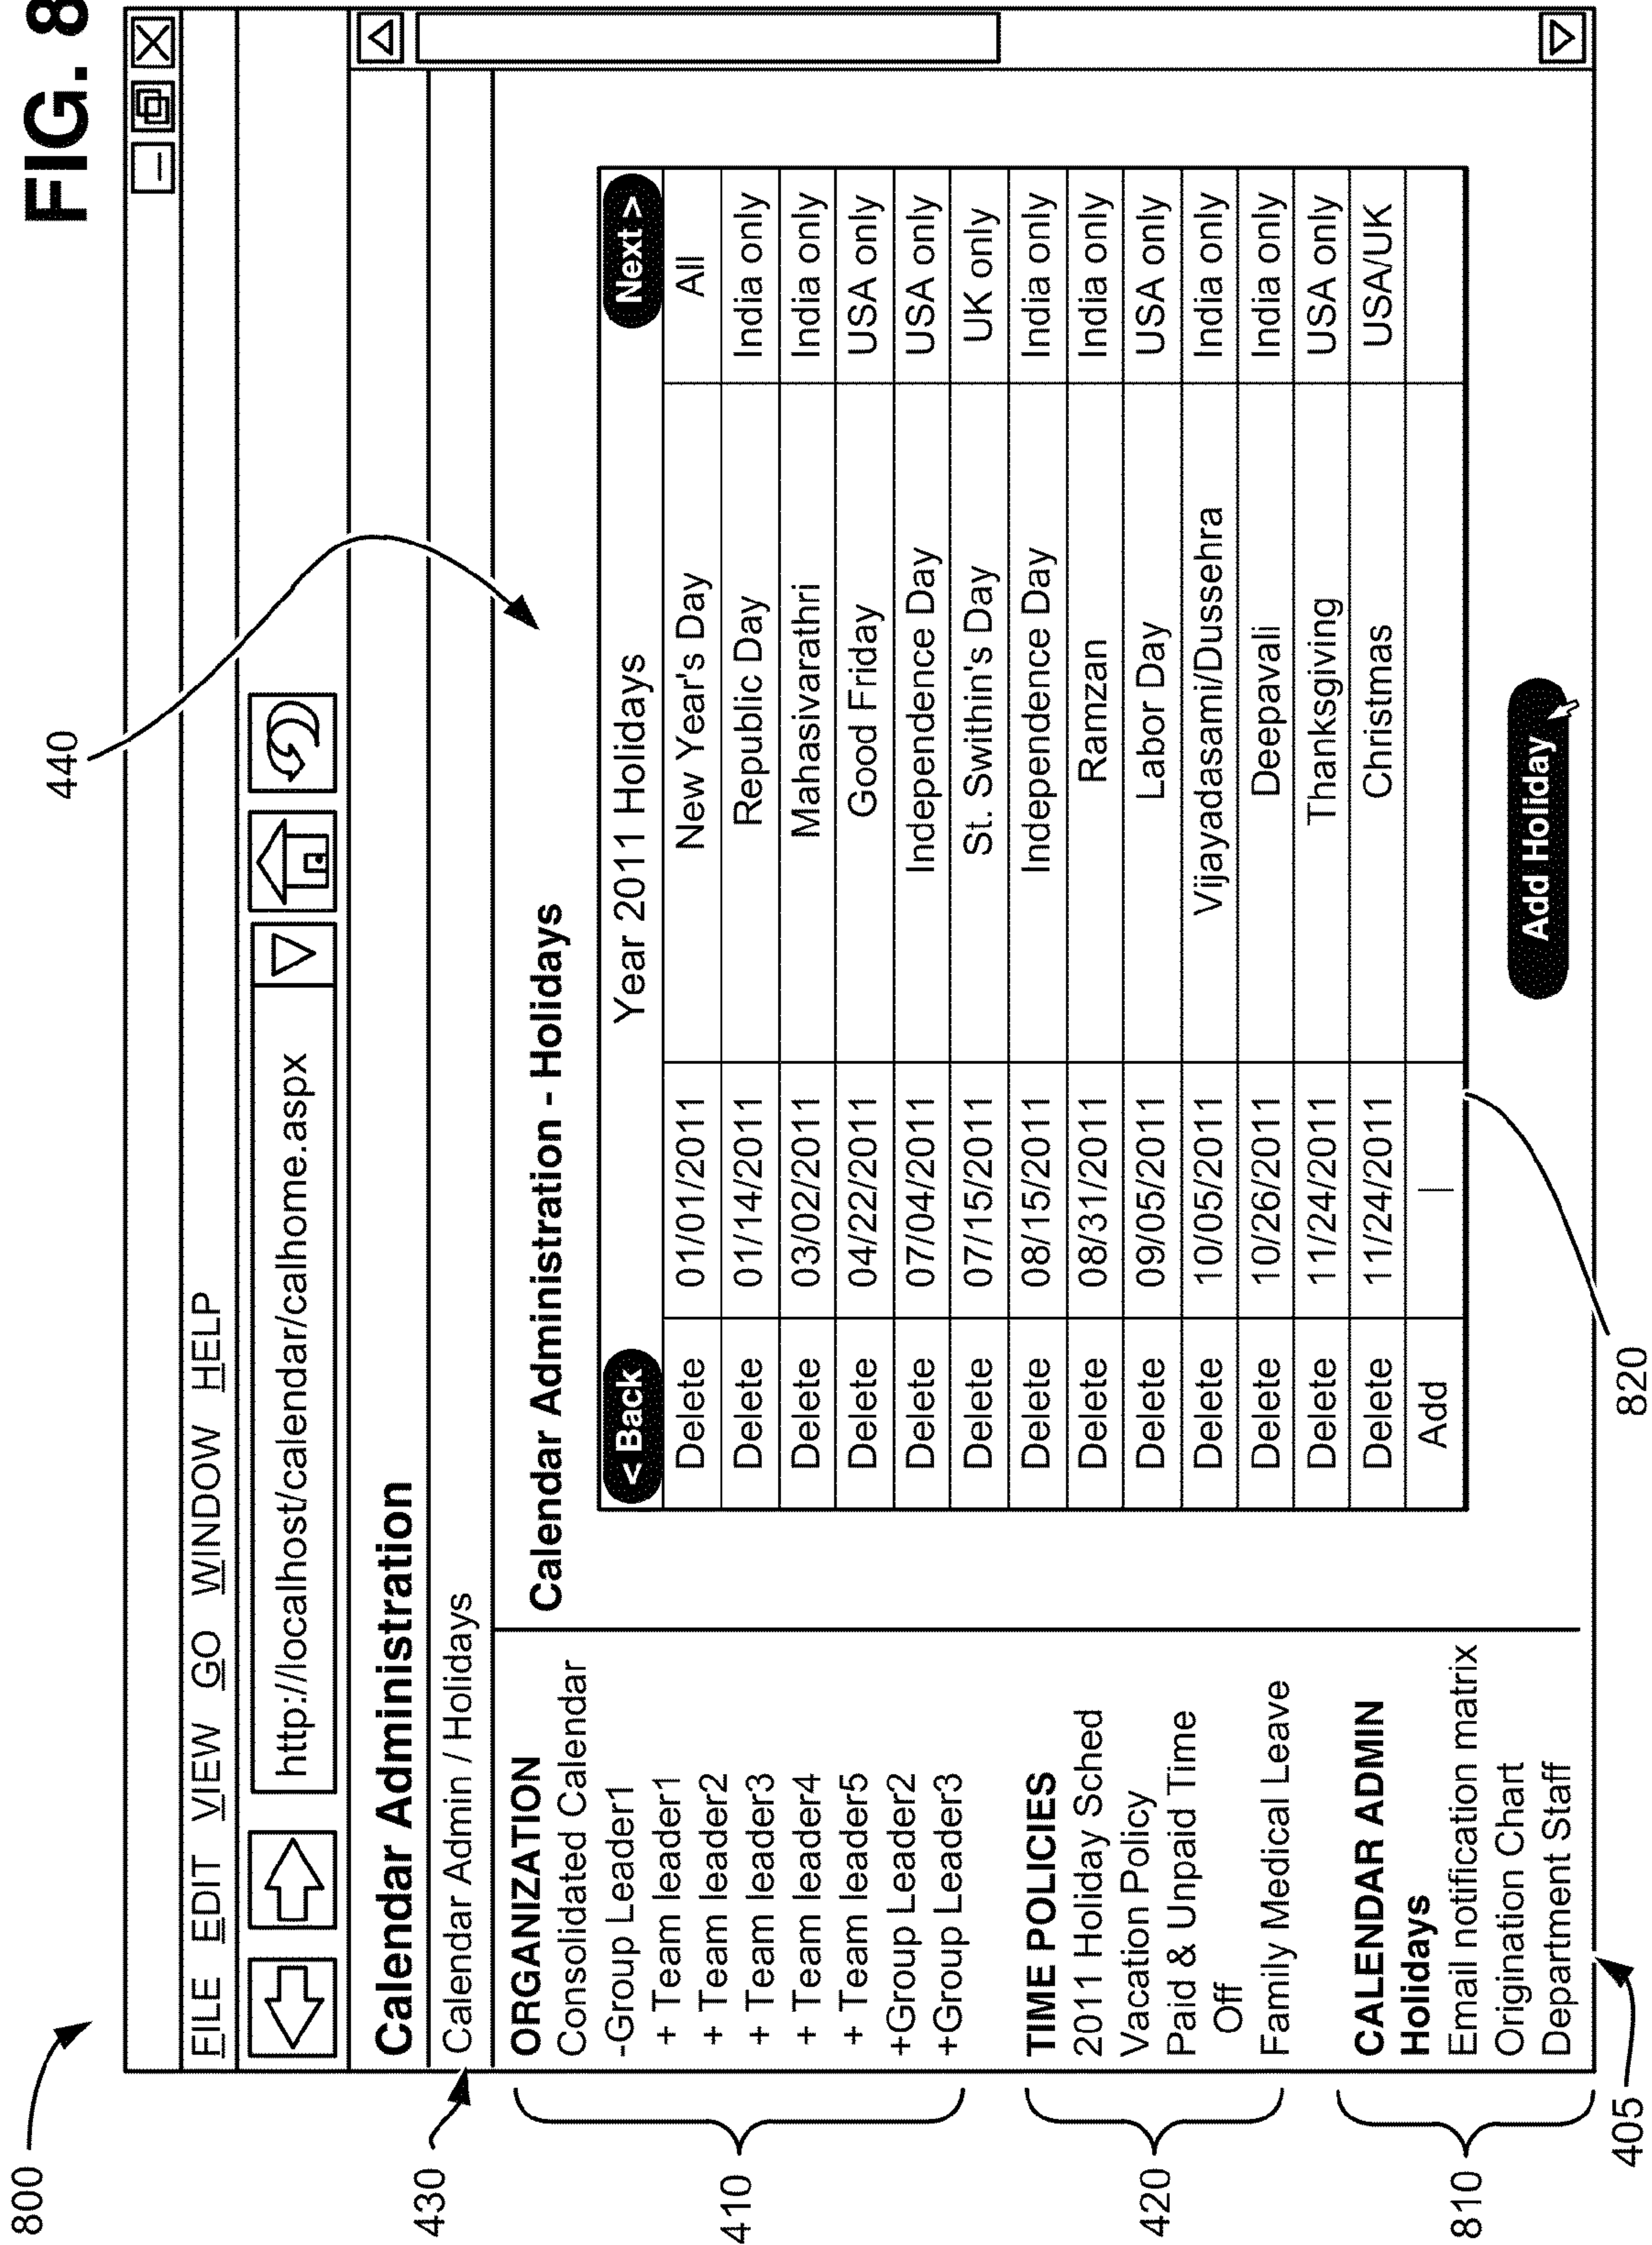 FIG. 8
800
440
FILE EDIT VIEW GO WINDOW HELP
http://localhost/calendar/calhome.aspx
Calendar Administration
430
Calendar Admin / Holidays
410
ORGANIZATION
Consolidated Calendar
-Group Leader1
+ Team leader1
+ Team leader2
+ Team leader3
+ Team leader4
+ Team leader5
+Group Leader2
+Group Leader3
420
TIME POLICIES
2011 Holiday Sched
Vacation Policy
Paid & Unpaid Time
Off
Family Medical Leave
810
CALENDAR ADMIN
Holidays
Email notification matrix
Origination Chart
Department Staff
405
Calendar Administration - Holidays
< Back Year 2011 Holidays Next >
Delete 01/01/2011 New Year's Day All
Delete 01/14/2011 Republic Day India only
Delete 03/02/2011 Mahasivarathri India only
Delete 04/22/2011 Good Friday USA only
Delete 07/04/2011 Independence Day USA only
Delete 07/15/2011 St. Swithin's Day UK only
Delete 08/15/2011 Independence Day India only
Delete 08/31/2011 Ramzan India only
Delete 09/05/2011 Labor Day USA only
Delete 10/05/2011 Vijayadasami/Dussehra India only
Delete 10/26/2011 Deepavali India only
Delete 11/24/2011 Thanksgiving USA only
Delete 11/24/2011 Christmas USA/UK
Add |
Add Holiday
820